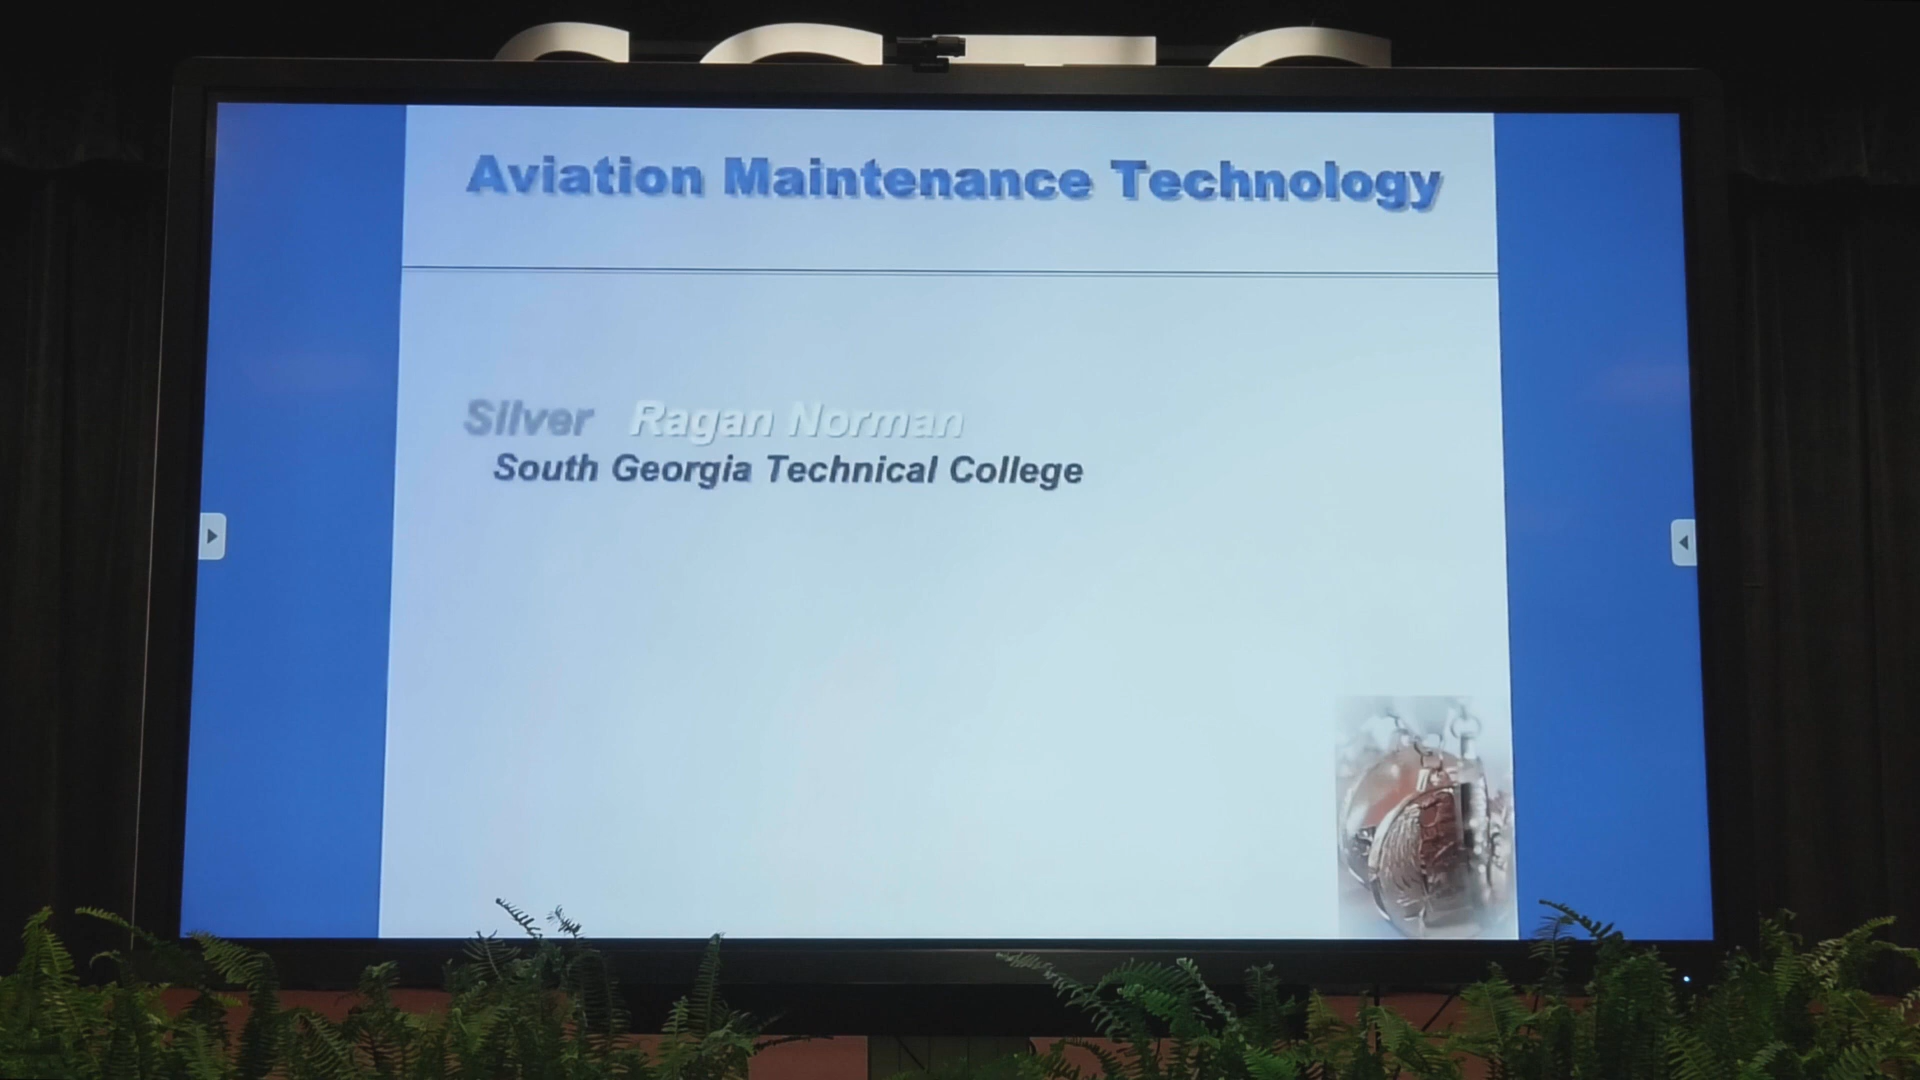 Aviation Maintenance Technology
Silver Ragan Norman
South Georgia Technical College